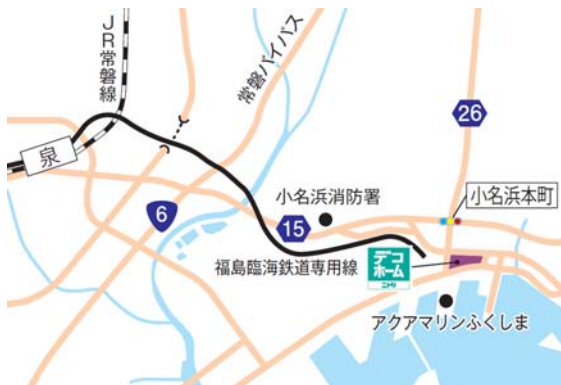 JR常磐線
常磐バイパス
26
泉
小名浜消防署
小名浜本町
6
15
福島臨海鉄道専用線
デコ
ホーム
ニトリ
アクアマリンふくしま